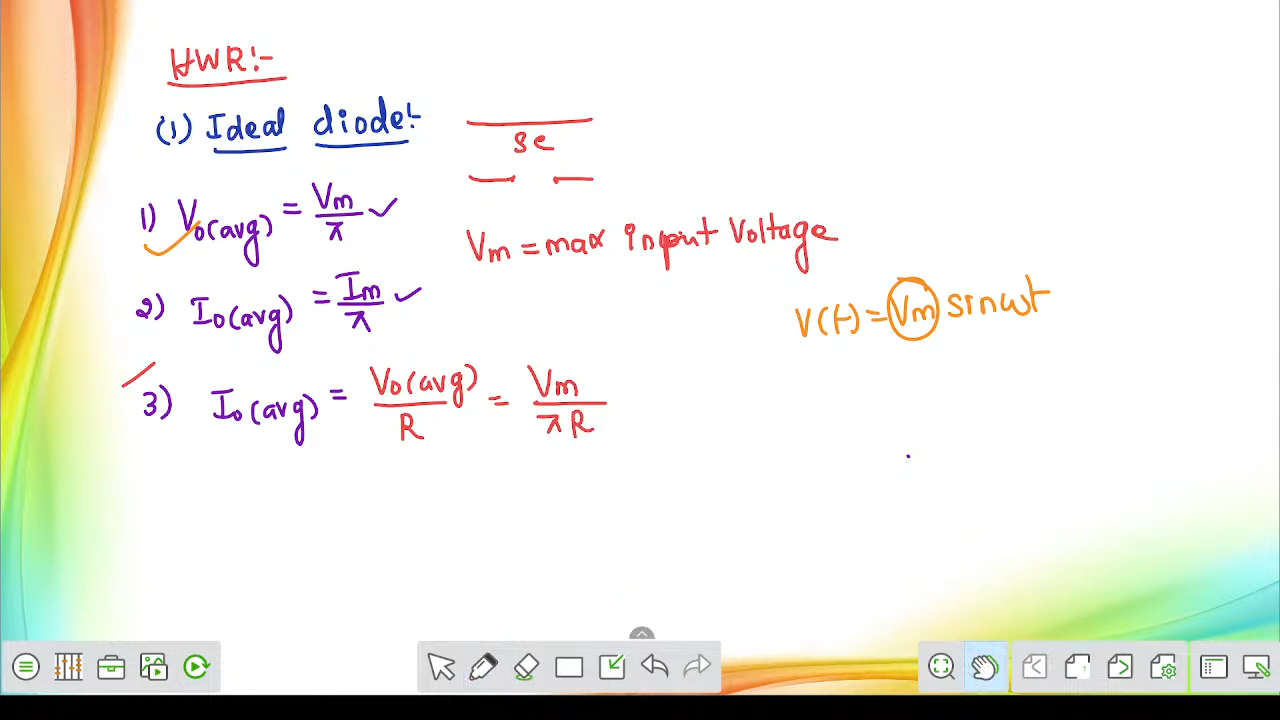 HWR:-
(1) Ideal diode:-
sc
1) Vo(avg) = Vm/π ✓
Vm = max input Voltage
2) Io(avg) = Im/π ✓
V(t) = Vm sinωt
3) Io(avg) = Vo(avg)/R = Vm/πR